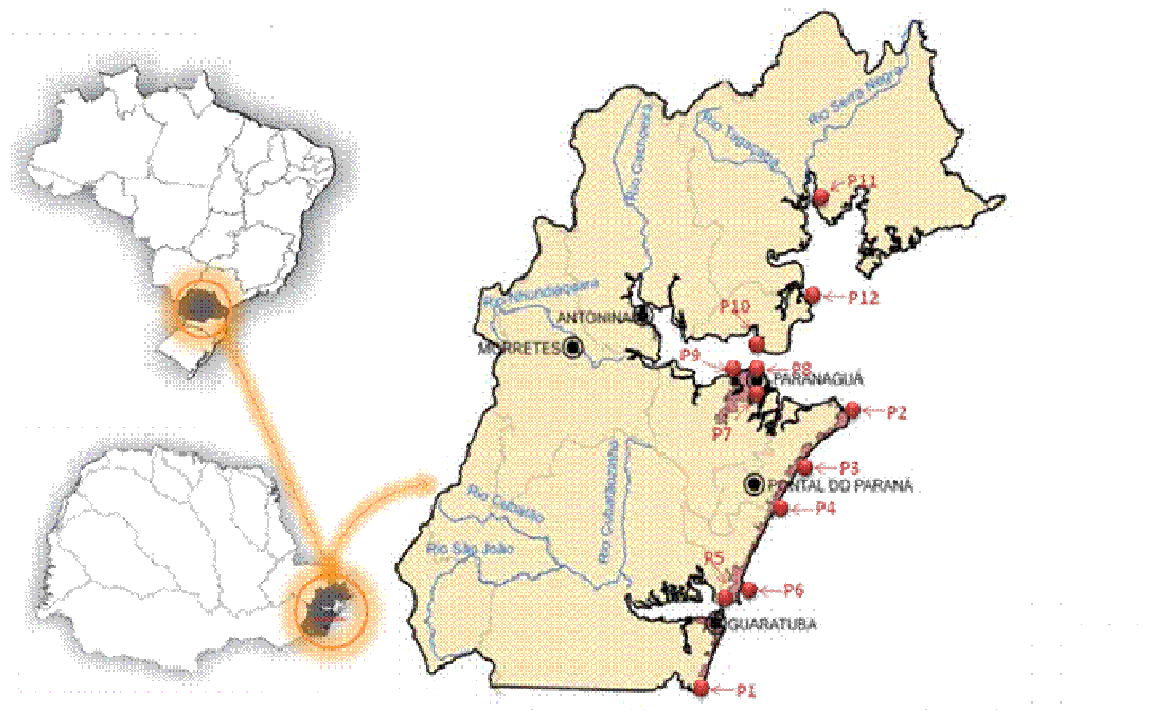 Rio Serra Negra
Rio Tagaçaba
Rio Cachoeira
P11
P12
Rio Nhundiaquara
P10
ANTONINA
MORRETES
P9
P8
PARANAGUÁ
P2
P7
P3
PONTAL DO PARANÁ
P4
Rio Cubatãozinho
Rio Cubatão
Rio São João
P5
P6
GUARATUBA
P1